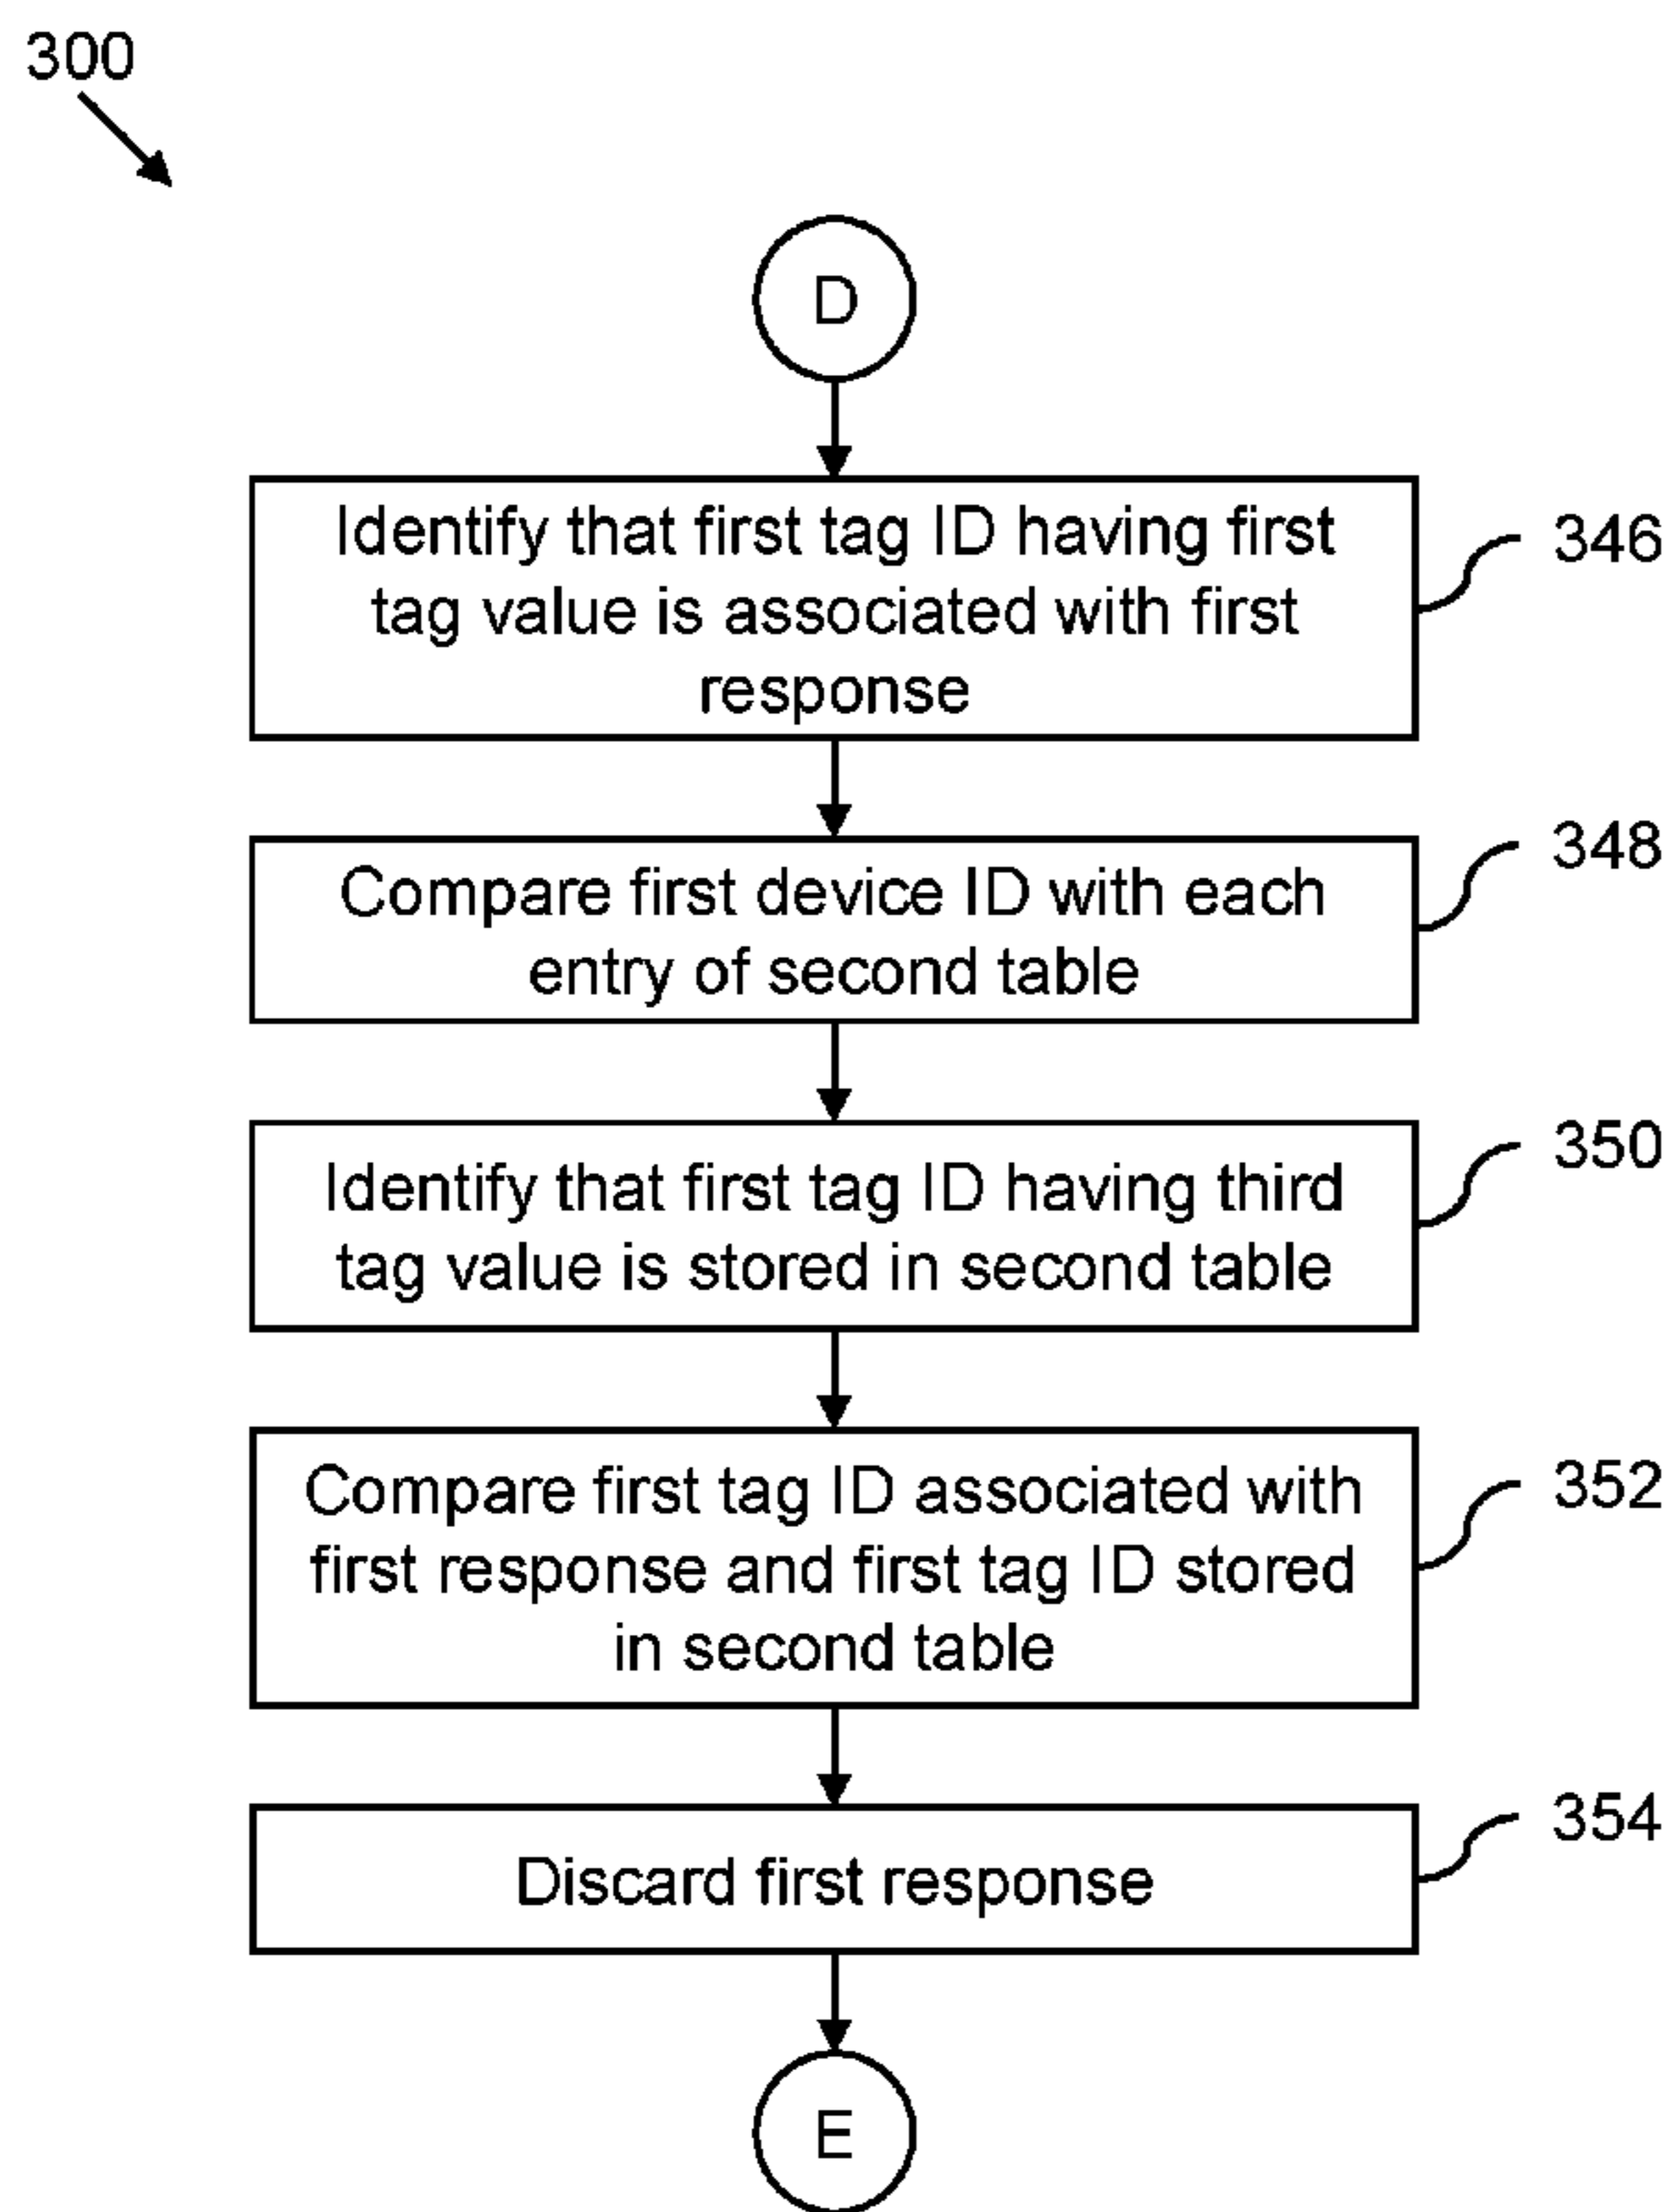 300
D
Identify that first tag ID having first
tag value is associated with first
response
346
Compare first device ID with each
entry of second table
348
Identify that first tag ID having third
tag value is stored in second table
350
Compare first tag ID associated with
first response and first tag ID stored
in second table
352
Discard first response
354
E